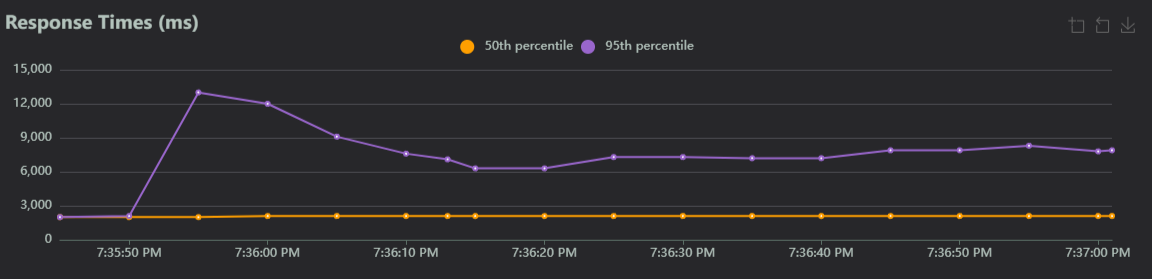 Response Times (ms)
50th percentile 95th percentile
15,000
12,000
9,000
6,000
3,000
0
7:35:50 PM 7:36:00 PM 7:36:10 PM 7:36:20 PM 7:36:30 PM 7:36:40 PM 7:36:50 PM 7:37:00 PM